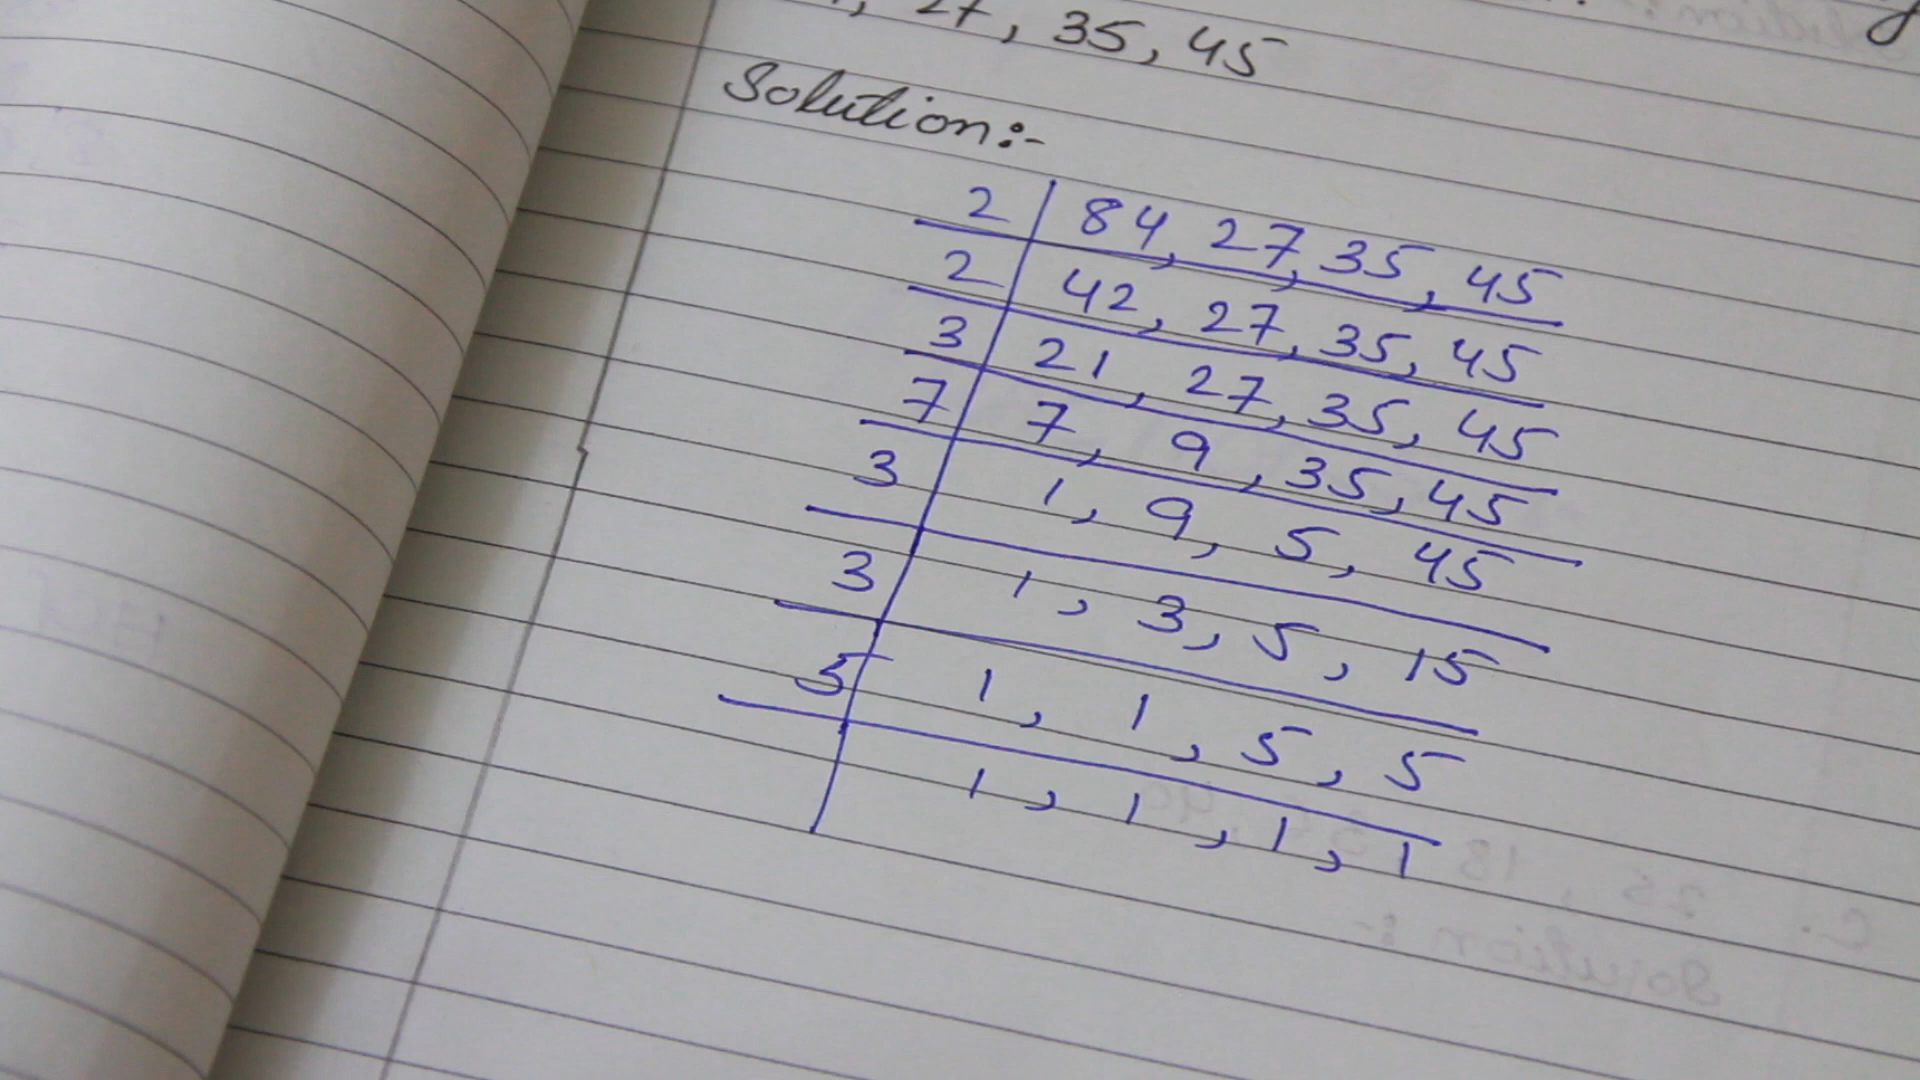 27, 35, 45
Solution:-
2 | 84, 27, 35, 45
2 | 42, 27, 35, 45
3 | 21, 27, 35, 45
7 | 7, 9, 35, 45
3 | 1, 9, 5, 45
3 | 1, 3, 5, 15
5 | 1, 1, 5, 5
1, 1, 1, 1